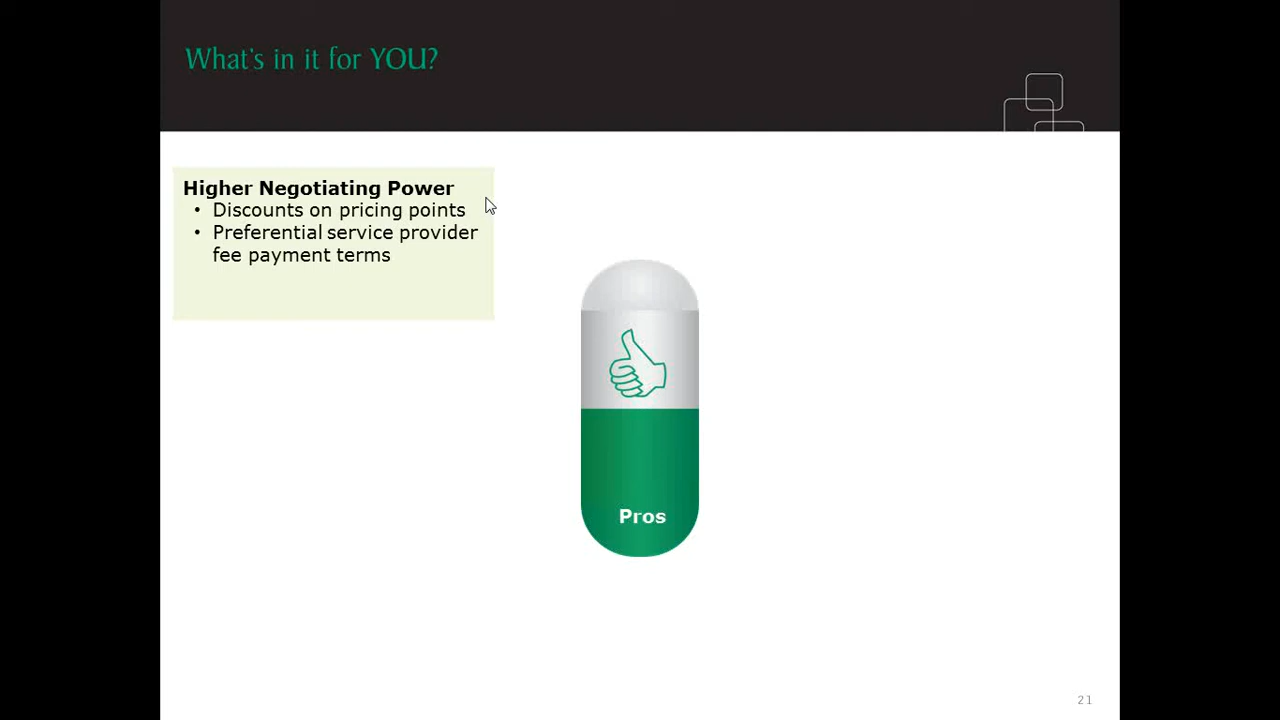 What's in it for YOU?
Higher Negotiating Power
• Discounts on pricing points
• Preferential service provider
fee payment terms
Pros
21